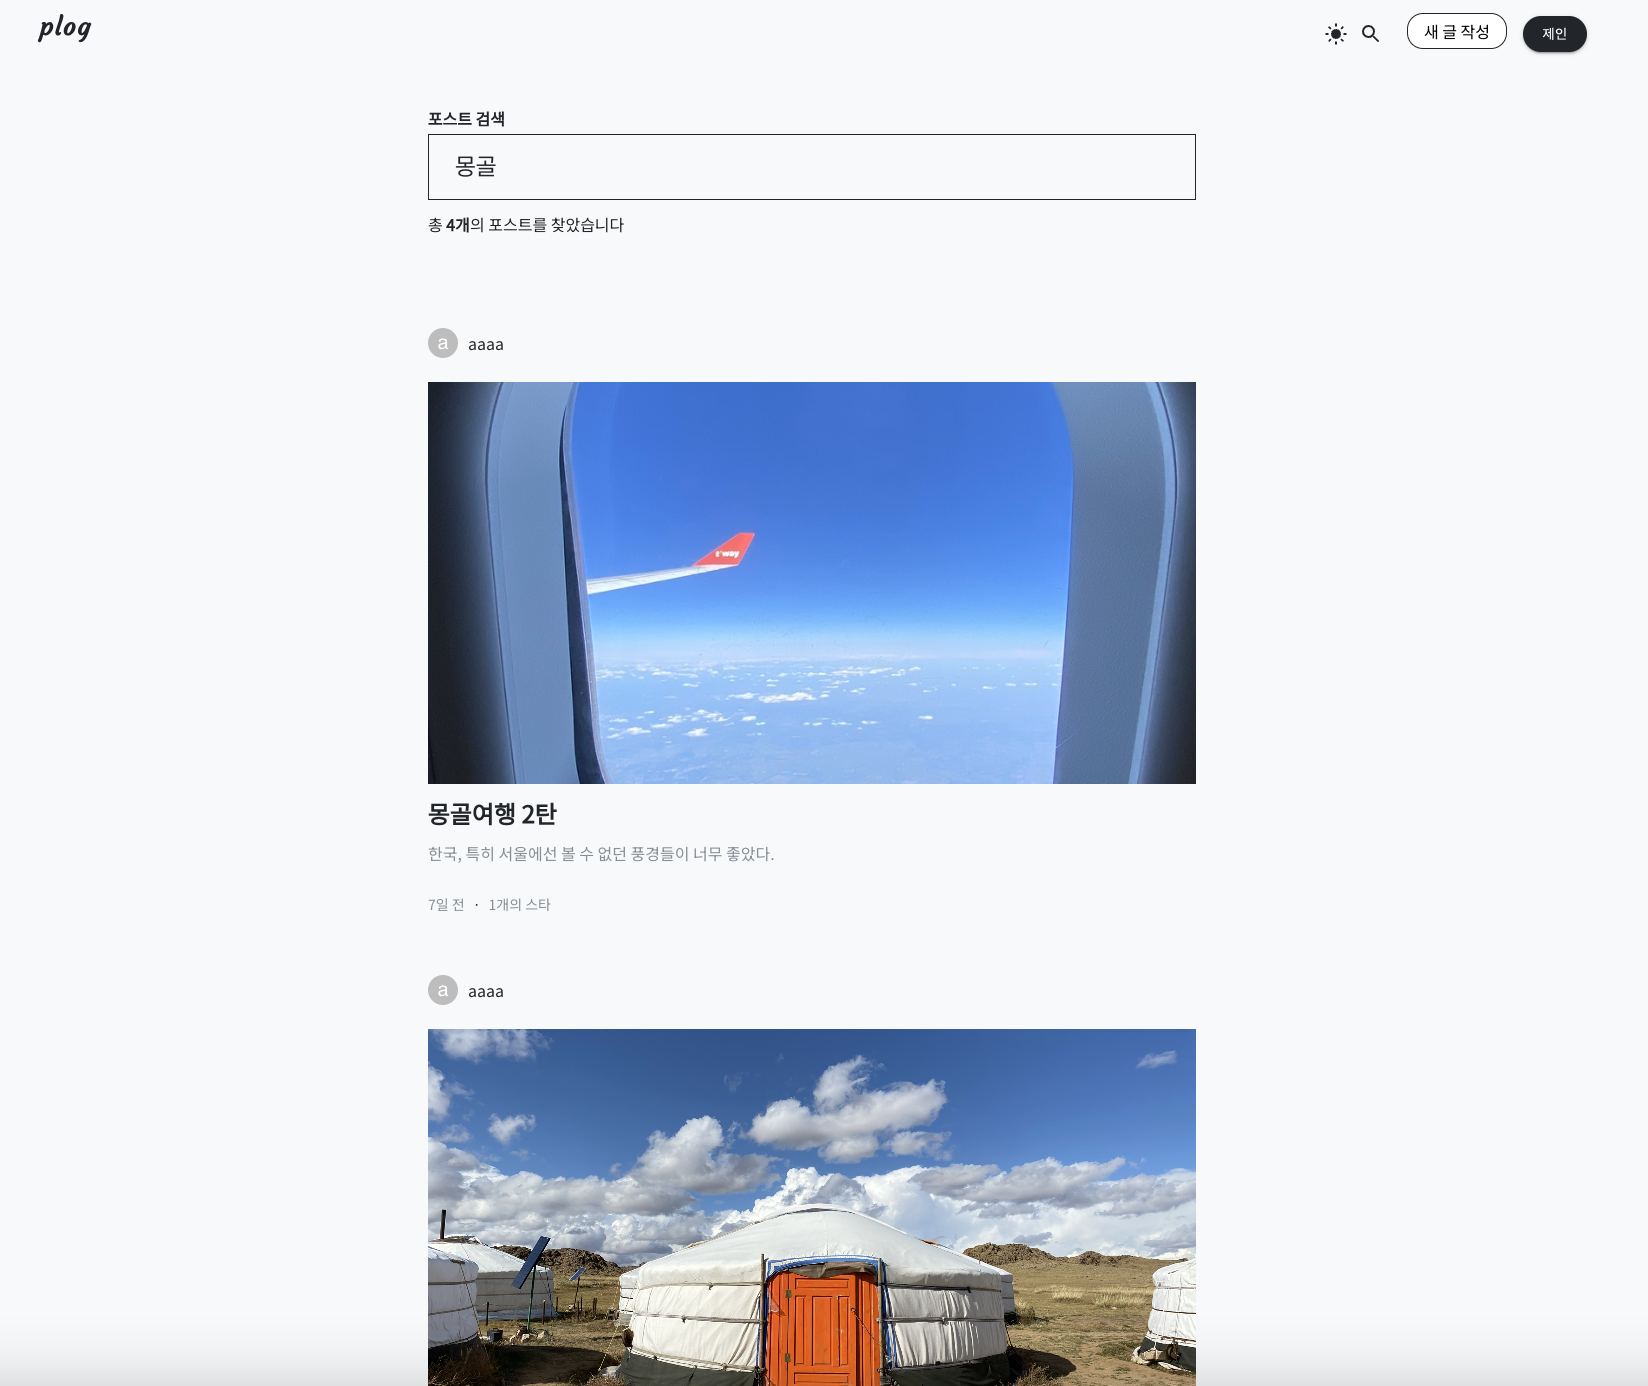 plog
새 글 작성
제인
포스트 검색
몽골
총 4개의 포스트를 찾았습니다
a aaaa
t'way
몽골여행 2탄
한국, 특히 서울에선 볼 수 없던 풍경들이 너무 좋았다.
7일 전 · 1개의 스타
a aaaa